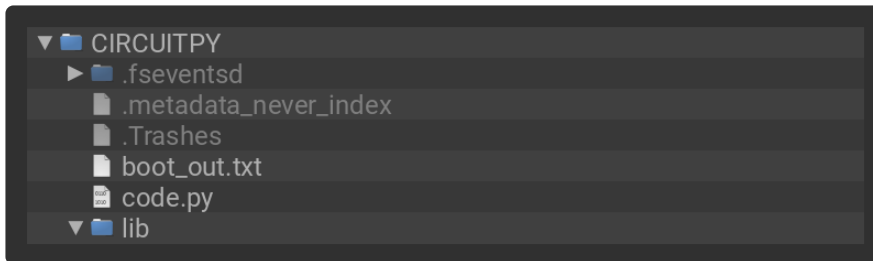 CIRCUITPY
.fseventsd
.metadata_never_index
.Trashes
boot_out.txt
code.py
lib